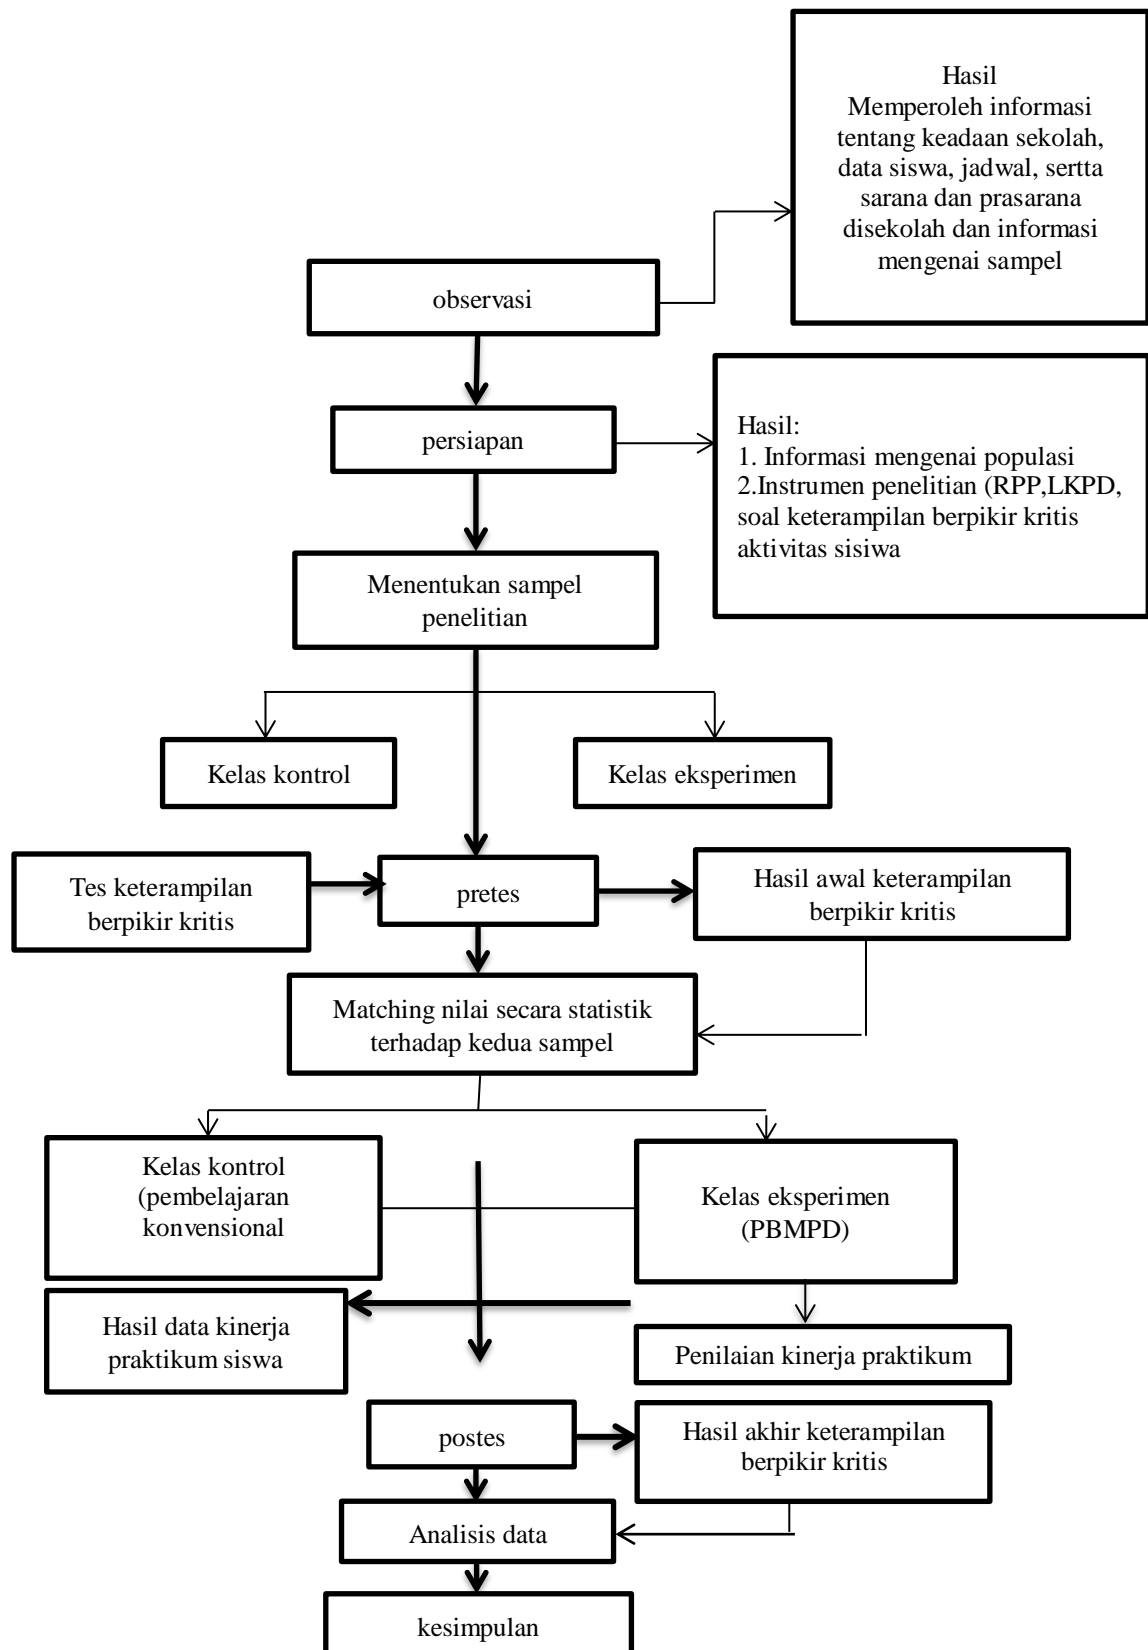 Hasil
Memperoleh informasi
tentang keadaan sekolah,
data siswa, jadwal, sertta
sarana dan prasarana
disekolah dan informasi
mengenai sampel
observasi
persiapan
Hasil:
1. Informasi mengenai populasi
2.Instrumen penelitian (RPP,LKPD,
soal keterampilan berpikir kritis
aktivitas sisiwa
Menentukan sampel
penelitian
Kelas kontrol
Kelas eksperimen
Tes keterampilan
berpikir kritis
pretes
Hasil awal keterampilan
berpikir kritis
Matching nilai secara statistik
terhadap kedua sampel
Kelas kontrol
(pembelajaran
konvensional
Kelas eksperimen
(PBMPD)
Hasil data kinerja
praktikum siswa
Penilaian kinerja praktikum
postes
Hasil akhir keterampilan
berpikir kritis
Analisis data
kesimpulan